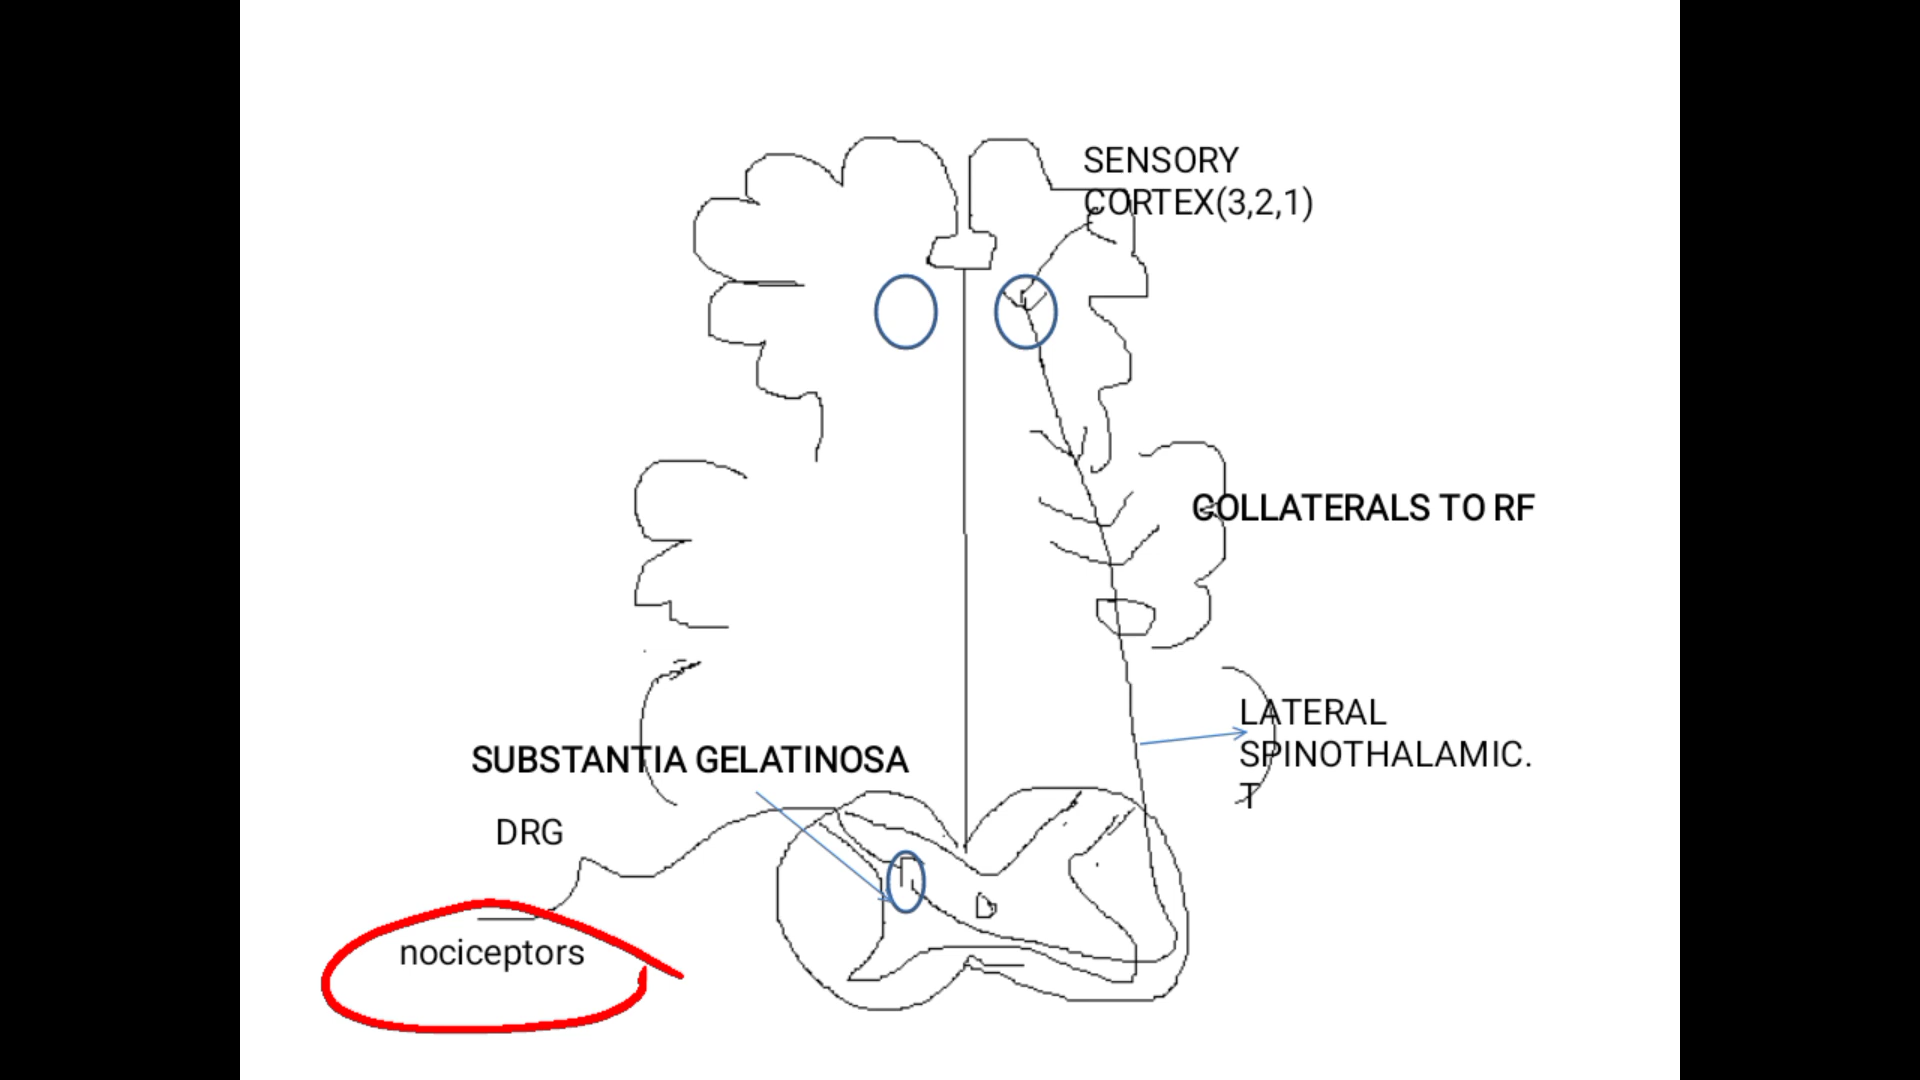 SENSORY
CORTEX(3,2,1)
COLLATERALS TO RF
LATERAL
SPINOTHALAMIC.
T
SUBSTANTIA GELATINOSA
DRG
nociceptors